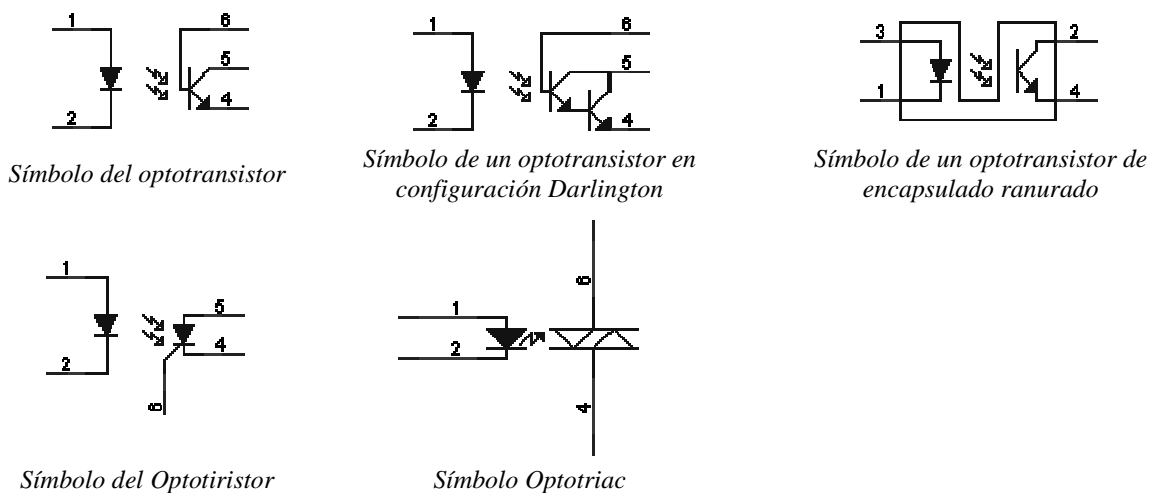 1 6
5
2 4
Símbolo del optotransistor
1 6
5
2 4
Símbolo de un optotransistor en
configuración Darlington
3 2
1 4
Símbolo de un optotransistor de
encapsulado ranurado
1 5
4
2
6
Símbolo del Optotiristor
6
1
2
4
Símbolo Optotriac